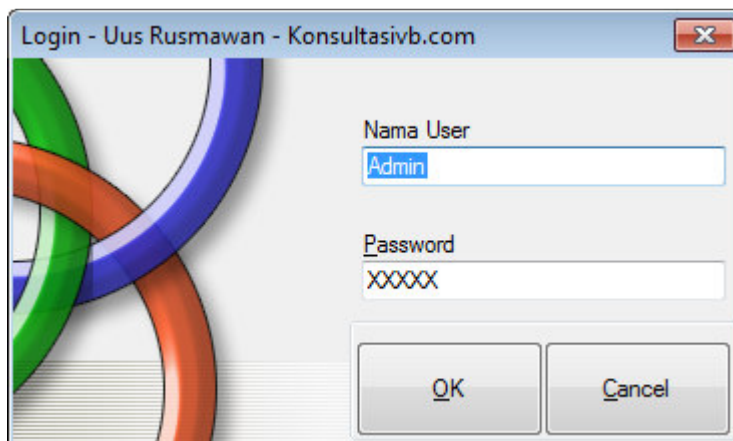 Login - Uus Rusmawan - Konsultasivb.com
Nama User
Admin
Password
XXXXX
OK
Cancel